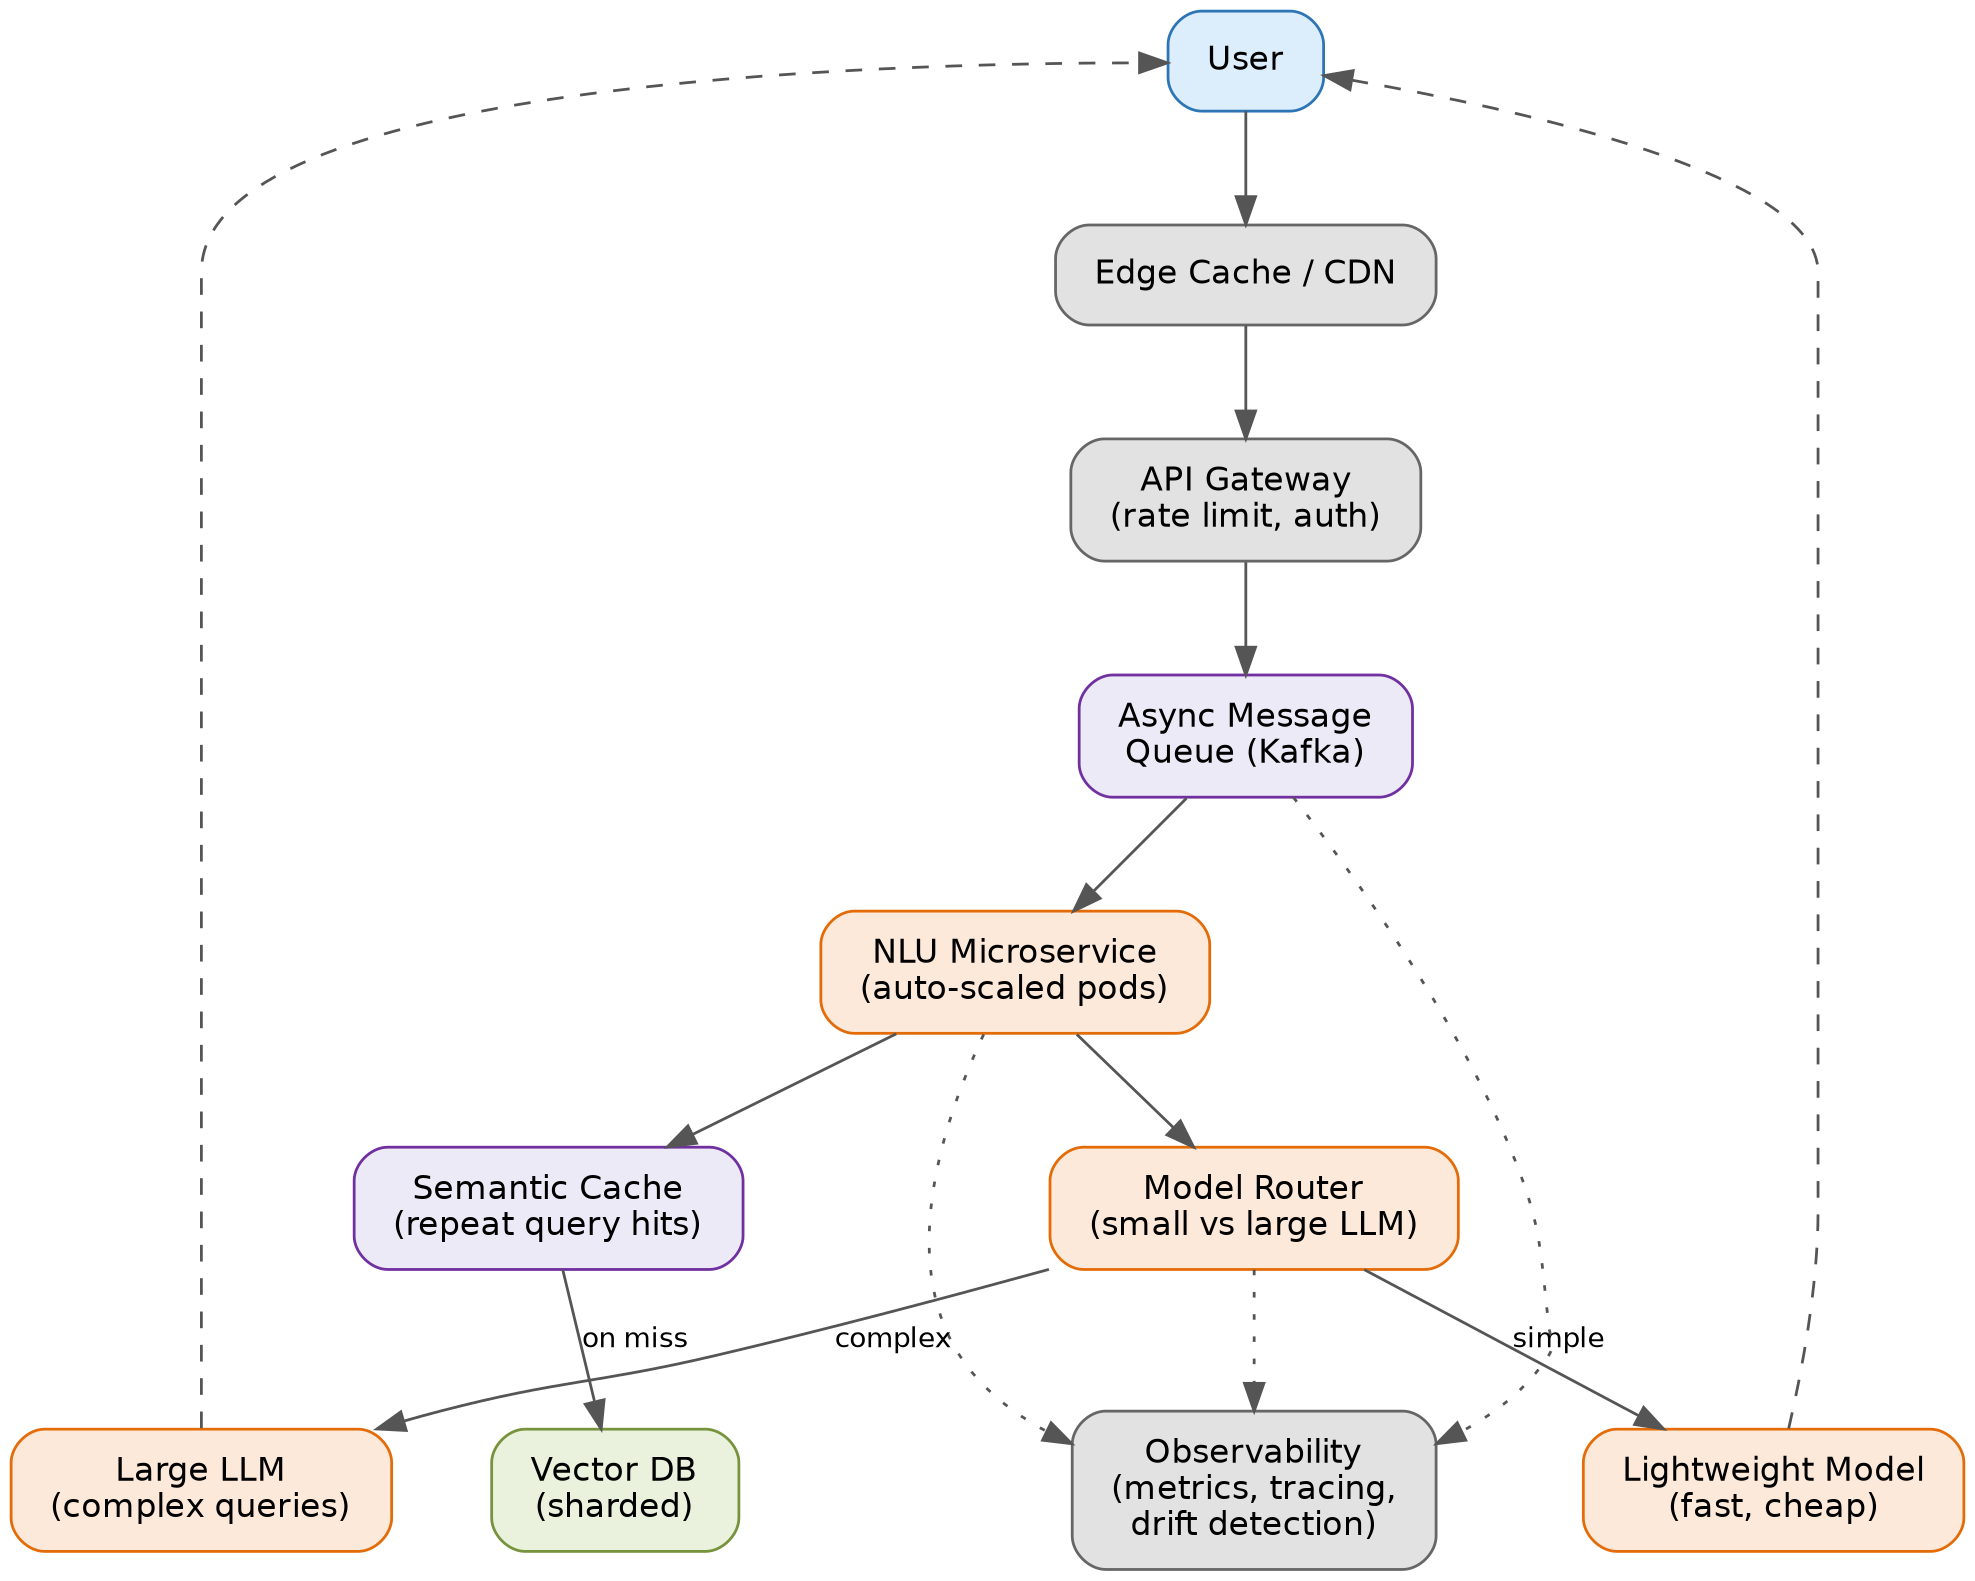 User
Edge Cache / CDN
API Gateway
(rate limit, auth)
Async Message
Queue (Kafka)
NLU Microservice
(auto-scaled pods)
Semantic Cache
(repeat query hits)
Model Router
(small vs large LLM)
on miss
complex
simple
Large LLM
(complex queries)
Vector DB
(sharded)
Observability
(metrics, tracing,
drift detection)
Lightweight Model
(fast, cheap)